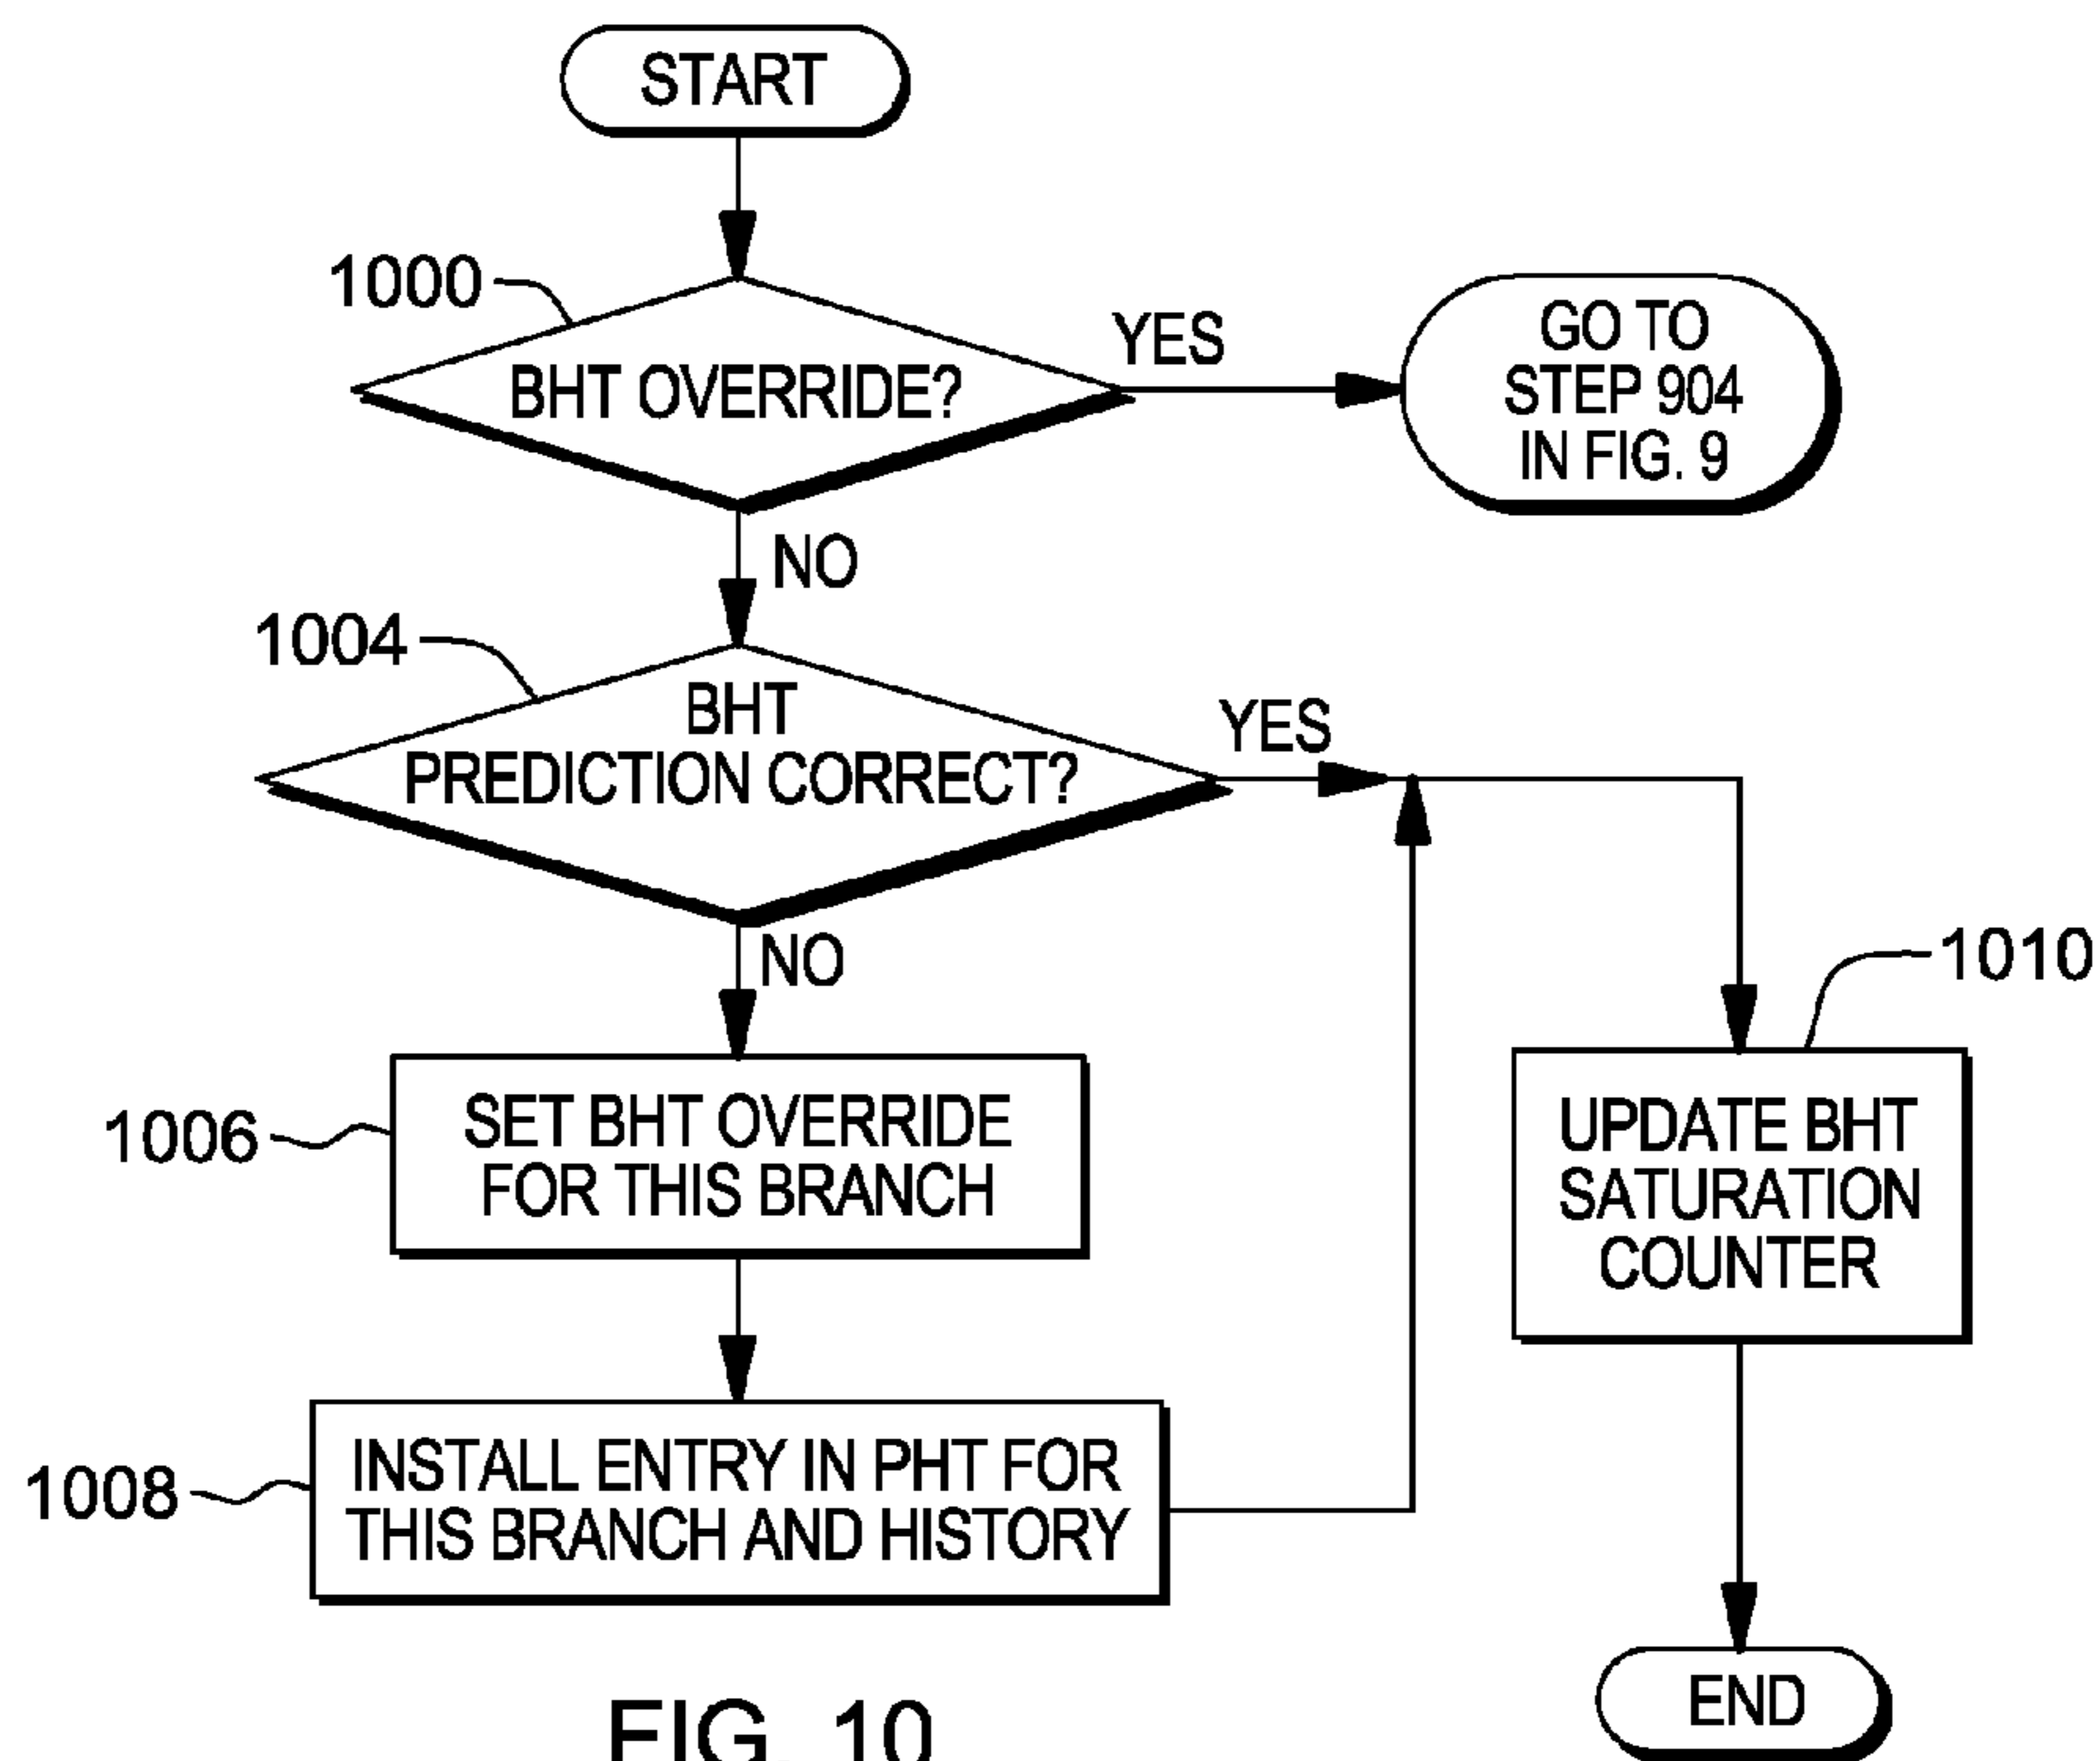 START
1000
BHT OVERRIDE?
YES
GO TO
STEP 904
IN FIG. 9
NO
1004
BHT
PREDICTION CORRECT?
YES
NO
1010
1006
SET BHT OVERRIDE
FOR THIS BRANCH
UPDATE BHT
SATURATION
COUNTER
1008
INSTALL ENTRY IN PHT FOR
THIS BRANCH AND HISTORY
END
FIG. 10